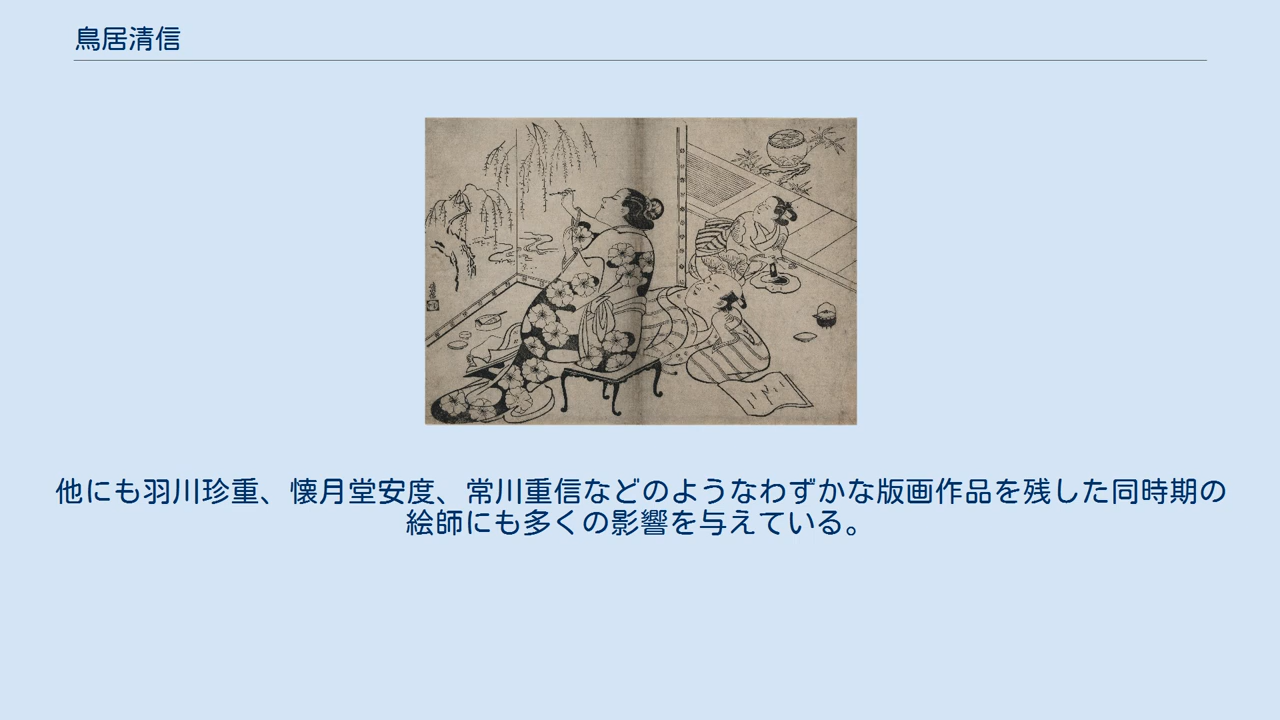 鳥居清信
他にも羽川珍重、懐月堂安度、常川重信などのようなわずかな版画作品を残した同時期の
絵師にも多くの影響を与えている。